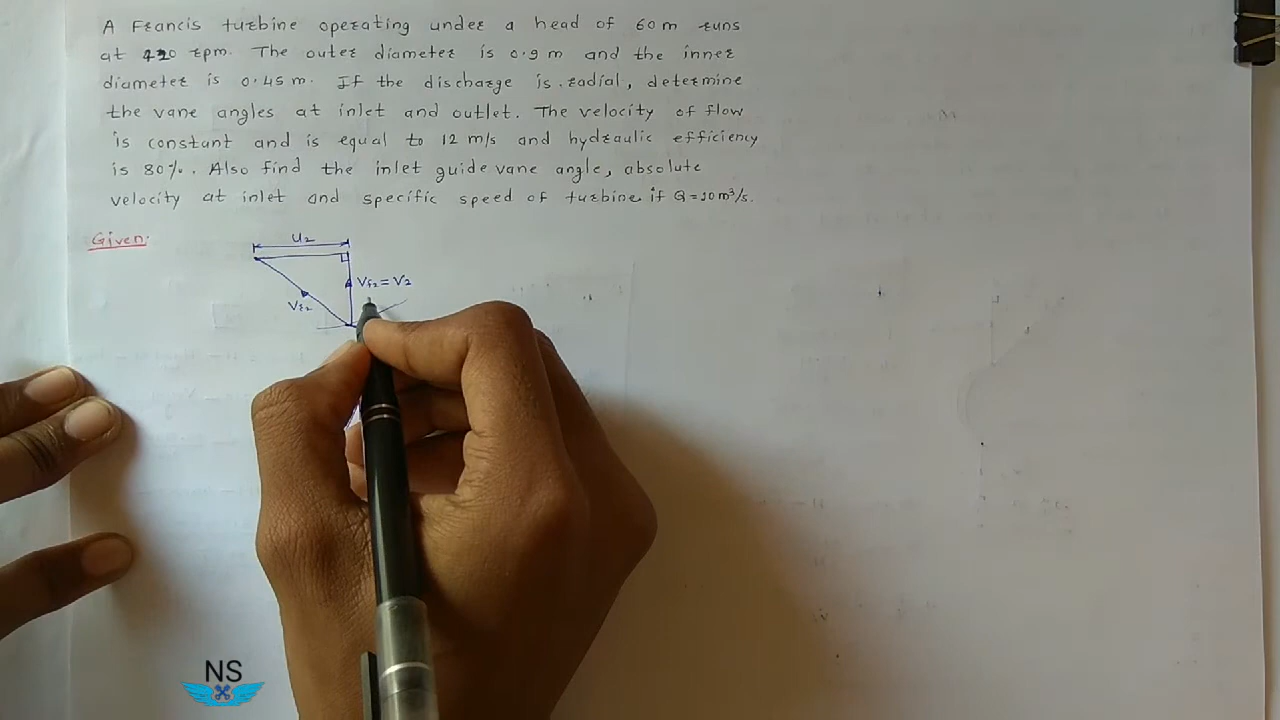 A Francis turbine operating under a head of 60 m runs
at 420 rpm. The outer diameter is 0.9 m and the inner
diameter is 0.45 m. If the discharge is radial, determine
the vane angles at inlet and outlet. The velocity of flow
is constant and is equal to 12 m/s and hydraulic efficiency
is 80%. Also find the inlet guide vane angle, absolute
velocity at inlet and specific speed of turbine if Q=10m³/s.
Given:
U2
Vf2=V2
Vr2
NS